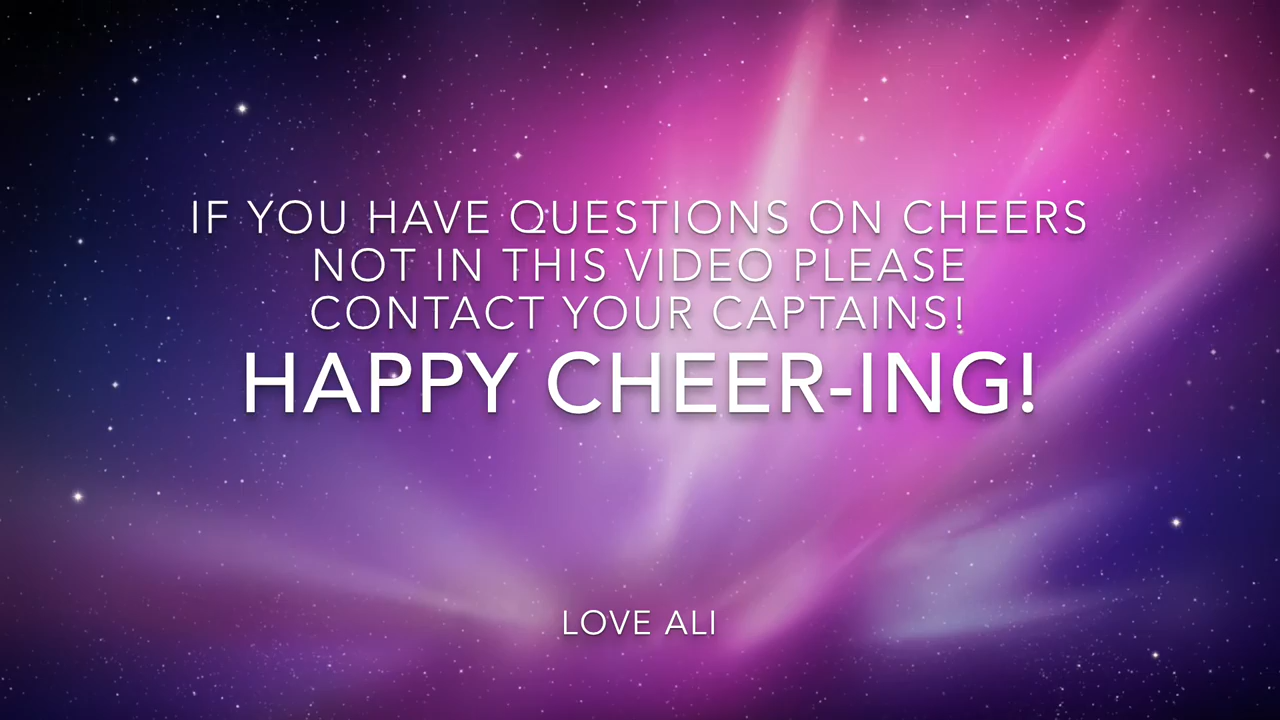 IF YOU HAVE QUESTIONS ON CHEERS
NOT IN THIS VIDEO PLEASE
CONTACT YOUR CAPTAINS!
HAPPY CHEER-ING!
LOVE ALI